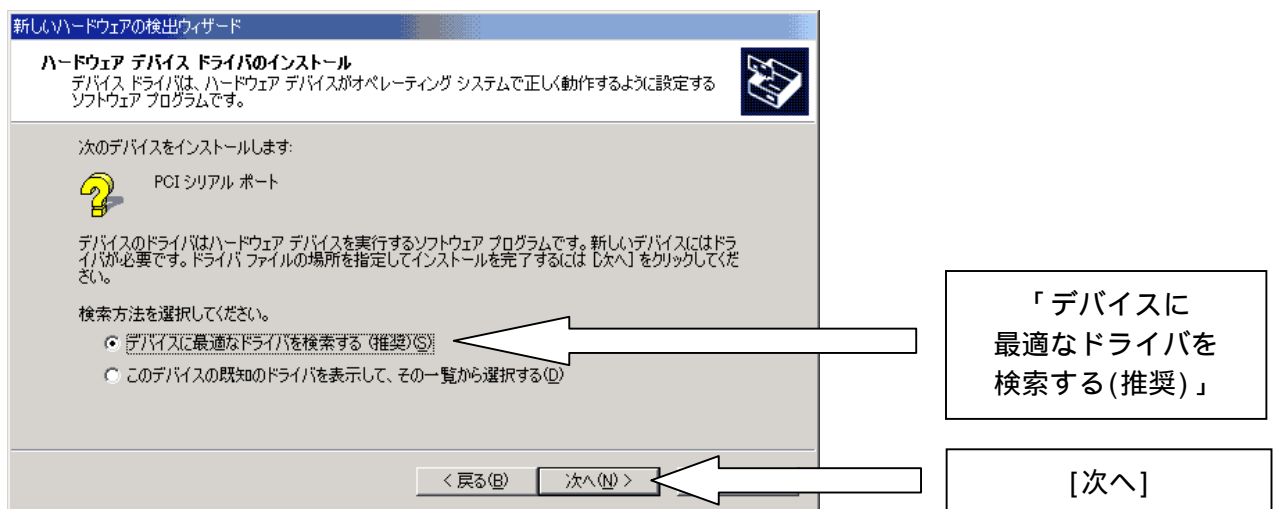 新しいハードウェアの検出ウィザード
ハードウェア デバイス ドライバのインストール
デバイス ドライバは、ハードウェア デバイスがオペレーティング システムで正しく動作するように設定する
ソフトウェア プログラムです。
次のデバイスをインストールします:
PCI シリアル ポート
デバイスのドライバはハードウェア デバイスを実行するソフトウェア プログラムです。新しいデバイスにはドラ
イバが必要です。ドライバ ファイルの場所を指定してインストールを完了するには [次へ] をクリックしてくだ
さい。
検索方法を選択してください。
デバイスに最適なドライバを検索する (推奨)(S)
このデバイスの既知のドライバを表示して、その一覧から選択する(D)
< 戻る(B)
次へ(N) >
「デバイスに
最適なドライバを
検索する(推奨)」
[次へ]